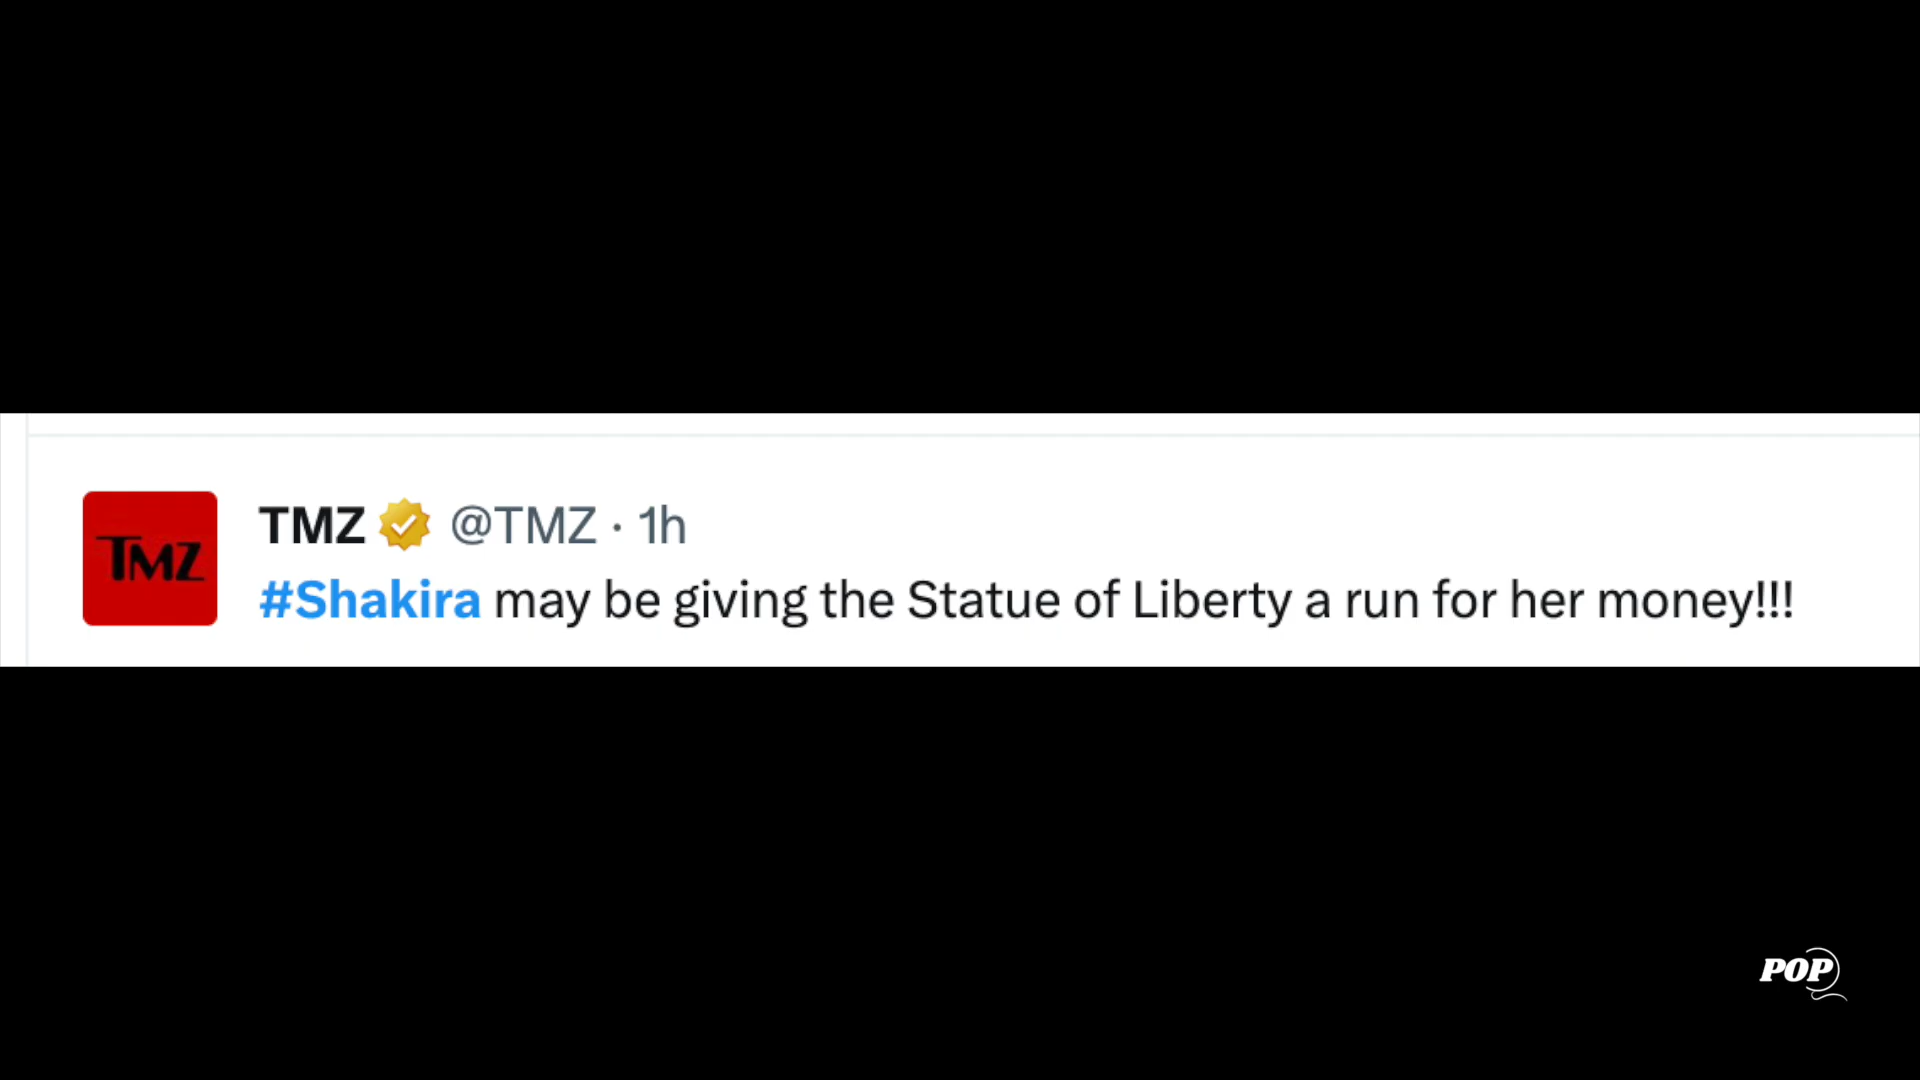 TMZ
TMZ @TMZ · 1h
#Shakira may be giving the Statue of Liberty a run for her money!!!
POP